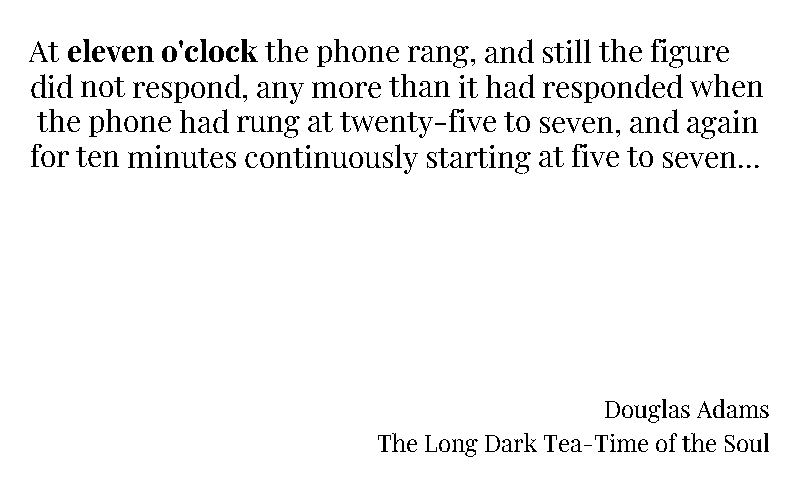 At eleven o'clock the phone rang, and still the figure
did not respond, any more than it had responded when
the phone had rung at twenty-five to seven, and again
for ten minutes continuously starting at five to seven...
Douglas Adams
The Long Dark Tea-Time of the Soul